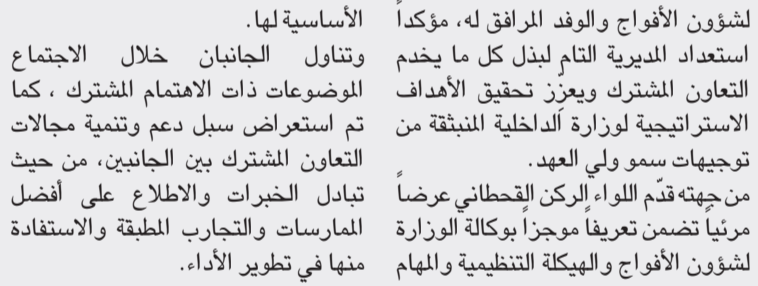 لشؤون الأفواج والوفد المرافق له، مؤكداً
استعداد المديرية التام لبذل كل ما يخدم
التعاون المشترك ويعزّز تحقيق الأهداف
الاستراتيجية لوزارة الداخلية المنبثقة من
توجيهات سمو ولي العهد.
من جهته قدّم اللواء الركن القحطاني عرضاً
مرئياً تضمن تعريفاً موجزاً بوكالة الوزارة
لشؤون الأفواج والهيكلة التنظيمية والمهام
الأساسية لها.
وتناول الجانبان خلال الاجتماع
الموضوعات ذات الاهتمام المشترك ، كما
تم استعراض سبل دعم وتنمية مجالات
التعاون المشترك بين الجانبين، من حيث
تبادل الخبرات والاطلاع على أفضل
الممارسات والتجارب المطبقة والاستفادة
منها في تطوير الأداء.